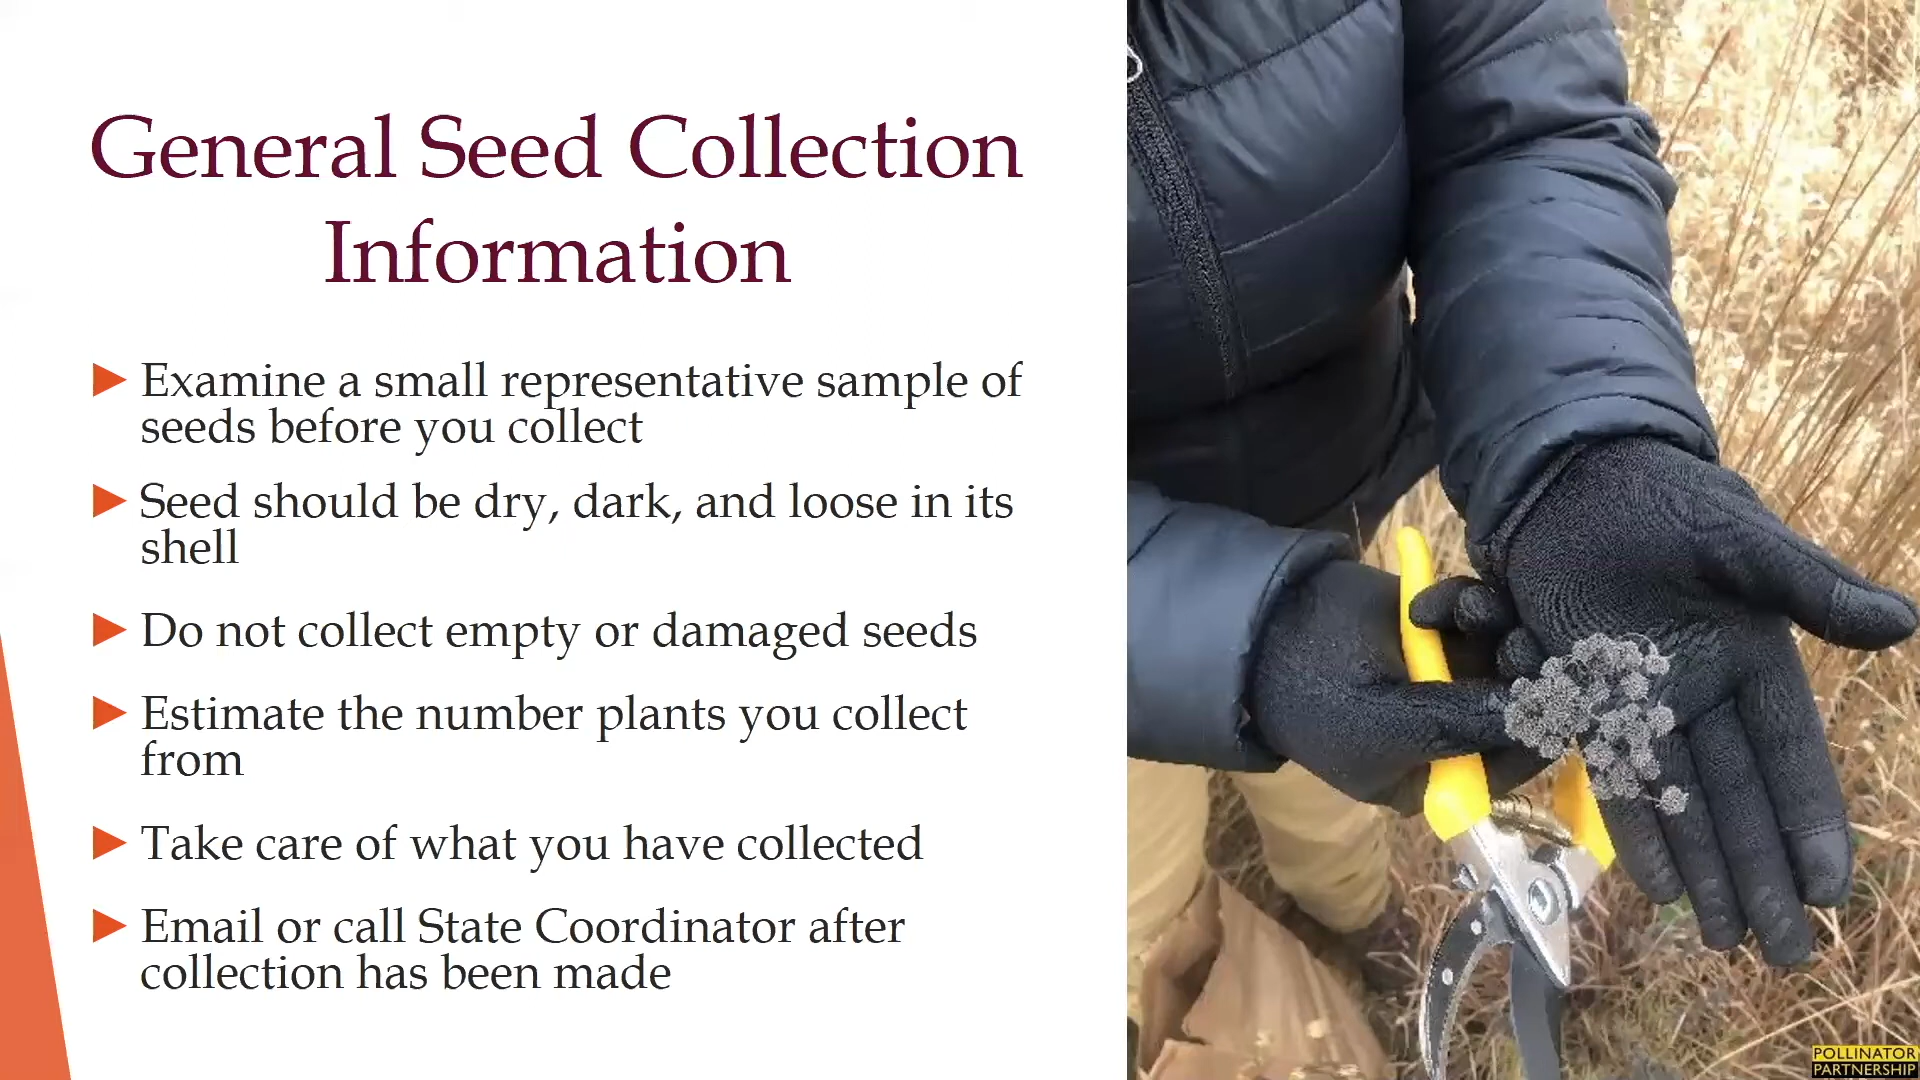 General Seed Collection
Information
Examine a small representative sample of
seeds before you collect
Seed should be dry, dark, and loose in its
shell
Do not collect empty or damaged seeds
Estimate the number plants you collect
from
Take care of what you have collected
Email or call State Coordinator after
collection has been made
POLLINATOR
PARTNERSHIP